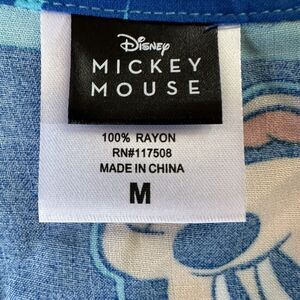 Disney
MICKEY
MOUSE
100% RAYON
RN#117508
MADE IN CHINA
M